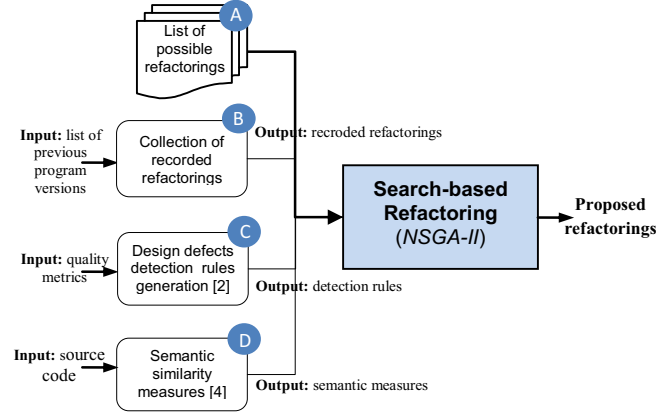 A
List of
possible
refactorings
B
Input: list of
previous
program
versions
Collection of
recorded
refactorings
Output: recroded refactorings
Search-based
Refactoring
(NSGA-II)
Proposed
refactorings
C
Input: quality
metrics
Design defects
detection rules
generation [2]
Output: detection rules
D
Input: source
code
Semantic
similarity
measures [4]
Output: semantic measures